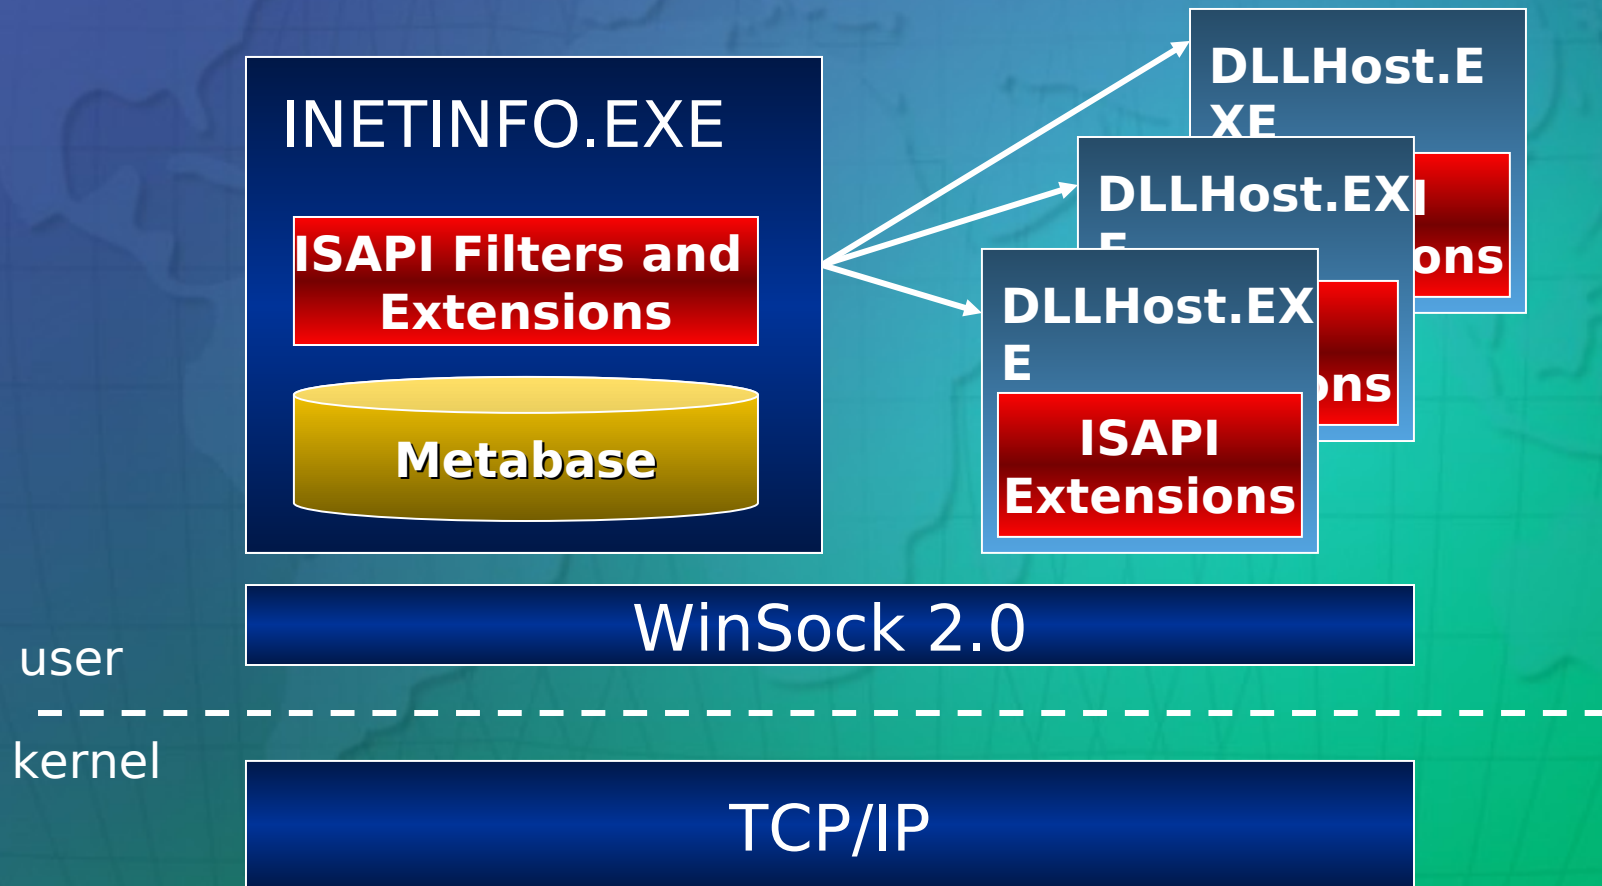 INETINFO.EXE
ISAPI Filters and
Extensions
Metabase
DLLHost.E
XE
I
ons
DLLHost.EX
E
ons
DLLHost.EX
E
ISAPI
Extensions
WinSock 2.0
user
kernel
TCP/IP